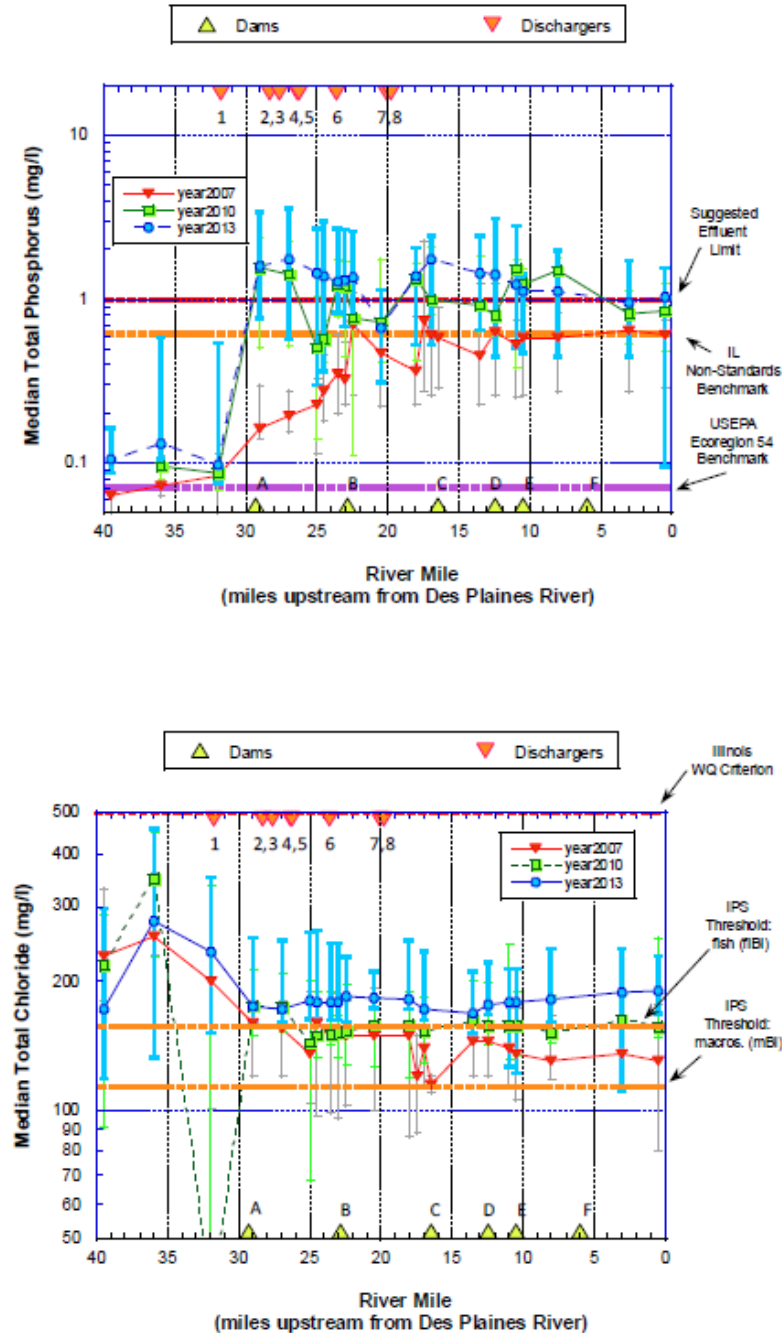 Dams Dischargers
1 2,3 4,5 6 7,8
10
year2007
year2010
year2013
Suggested
Effluent
Limit
1
IL
Non-Standards
Benchmark
USEPA
Ecoregion 54
Benchmark
0.1
A B C D E F
40 35 30 25 20 15 10 5 0
Median Total Phosphorus (mg/l)
River Mile
(miles upstream from Des Plaines River)
Dams Dischargers
Illinois
WQ Criterion
500
1 2,3 4,5 6 7,8
400
year2007
year2010
year2013
300
IPS
Threshold:
fish (fIBI)
200
IPS
Threshold:
macros. (mBI)
100
90
80
70
60
A B C D E F
50
40 35 30 25 20 15 10 5 0
Median Total Chloride (mg/l)
River Mile
(miles upstream from Des Plaines River)